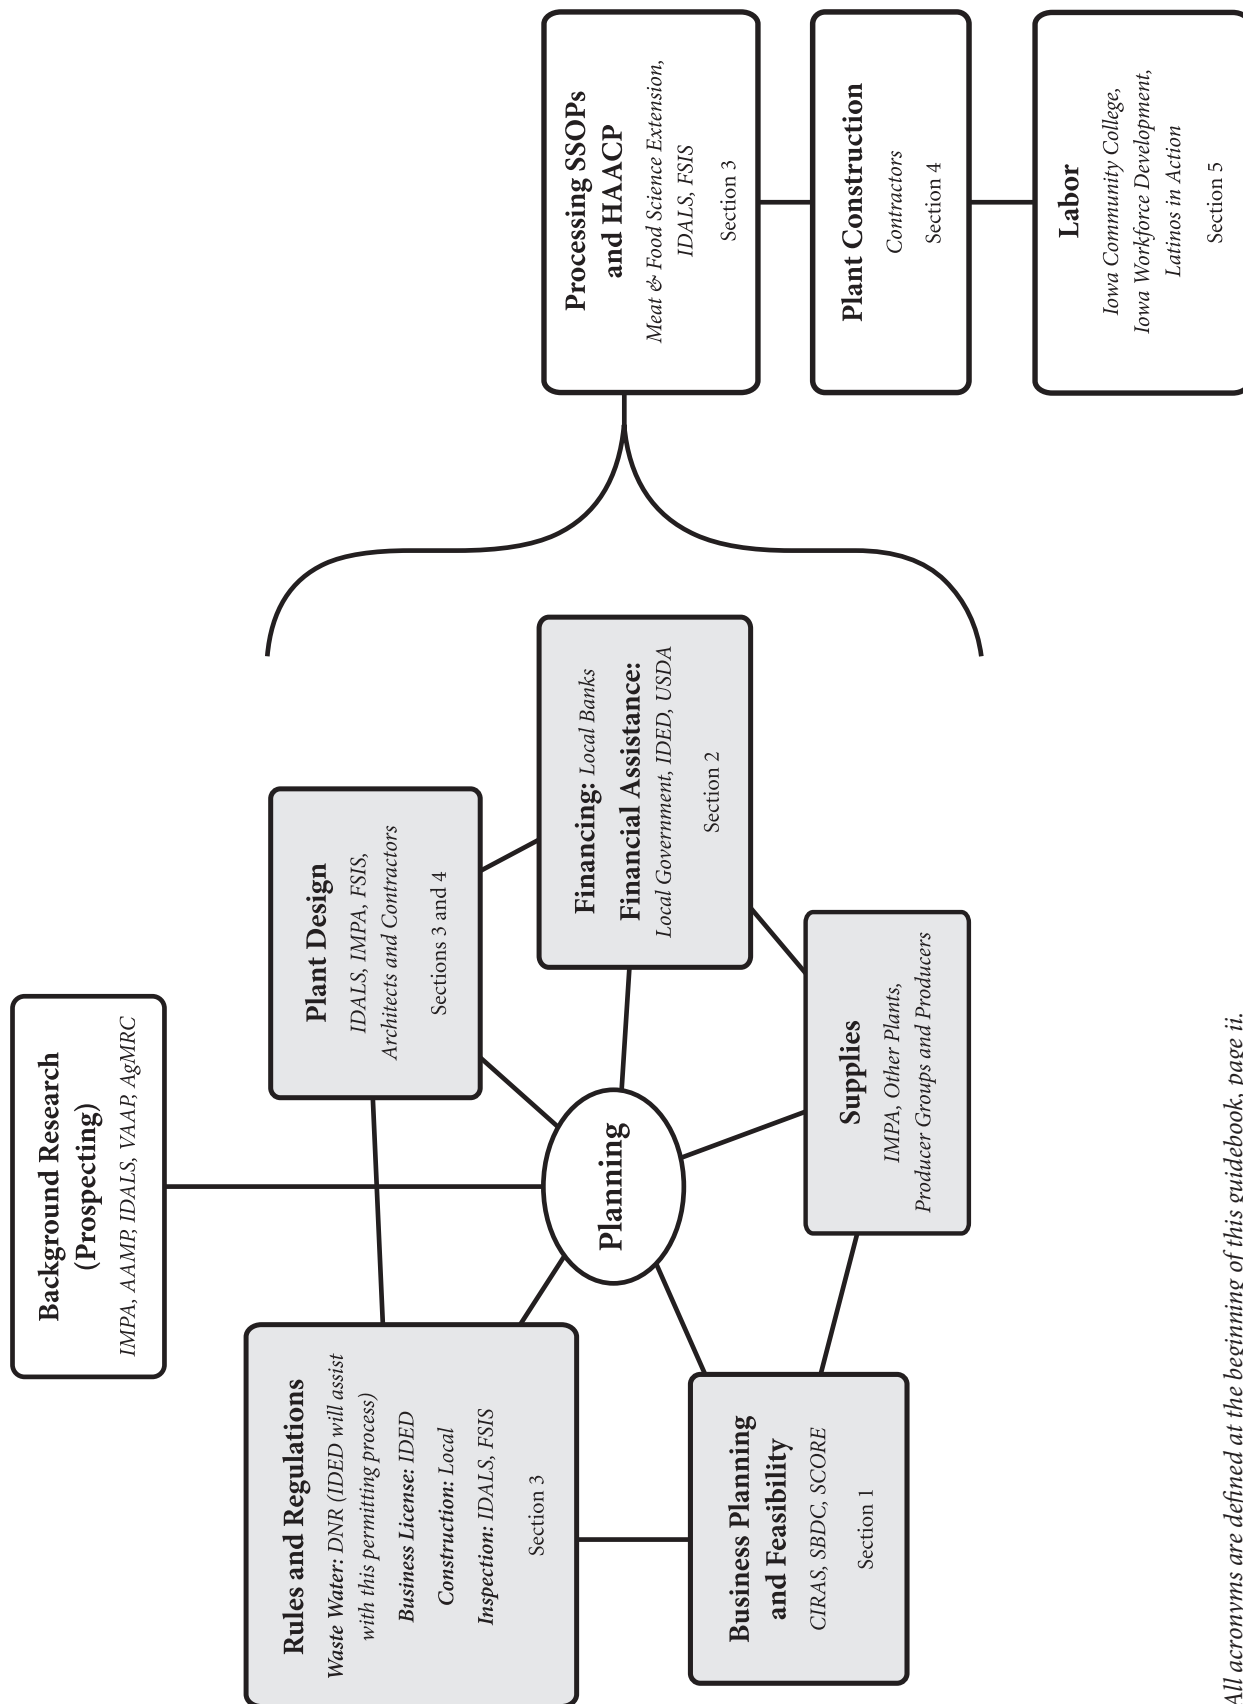 Background Research
(Prospecting)
IMPA, AAMP, IDALS, VAAP, AgMRC
Rules and Regulations
Waste Water: DNR (IDED will assist
with this permitting process)
Business License: IDED
Construction: Local
Inspection: IDALS, FSIS
Section 3
Plant Design
IDALS, IMPA, FSIS,
Architects and Contractors
Sections 3 and 4
Planning
Financing: Local Banks
Financial Assistance:
Local Government, IDED, USDA
Section 2
Business Planning
and Feasibility
CIRAS, SBDC, SCORE
Section 1
Supplies
IMPA, Other Plants,
Producer Groups and Producers
Processing SSOPs
and HAACP
Meat & Food Science Extension,
IDALS, FSIS
Section 3
Plant Construction
Contractors
Section 4
Labor
Iowa Community College,
Iowa Workforce Development,
Latinos in Action
Section 5
All acronyms are defined at the beginning of this guidebook, page ii.